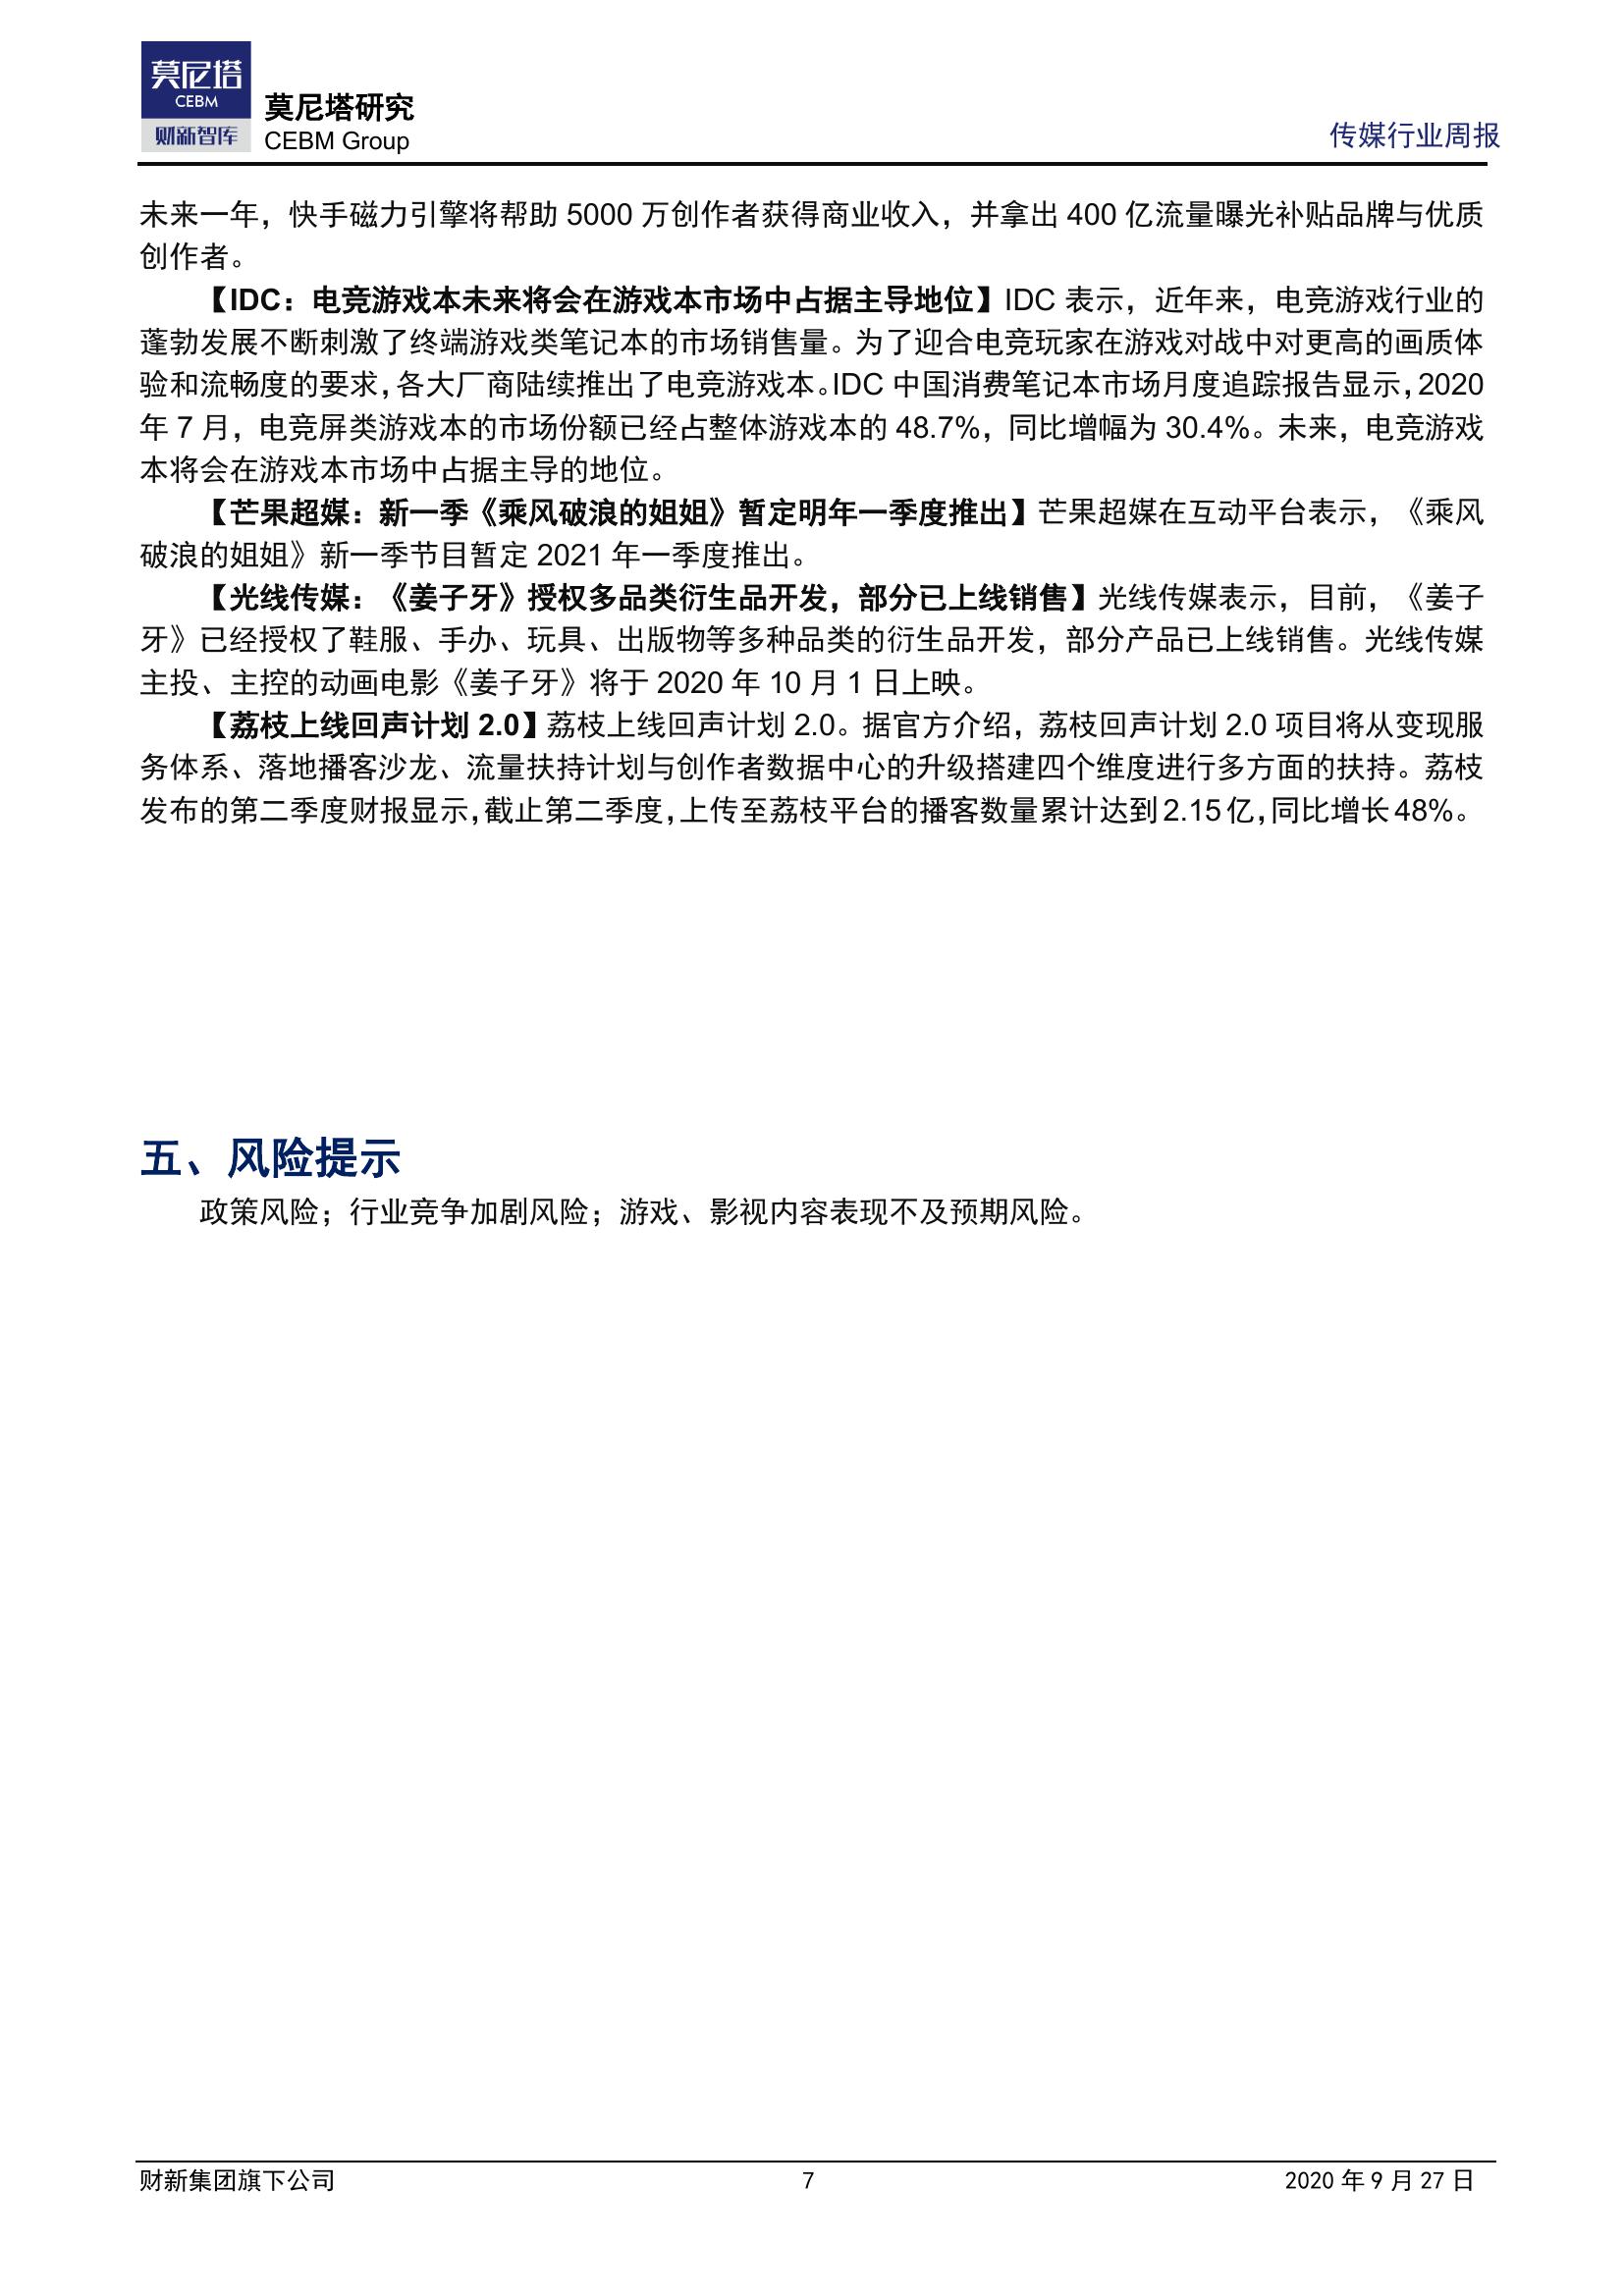 莫尼塔
CEBM
财新智库
莫尼塔研究
CEBM Group
传媒行业周报
未来一年，快手磁力引擎将帮助 5000 万创作者获得商业收入，并拿出 400 亿流量曝光补贴品牌与优质
创作者。
【IDC：电竞游戏本未来将会在游戏本市场中占据主导地位】IDC 表示，近年来，电竞游戏行业的
蓬勃发展不断刺激了终端游戏类笔记本的市场销售量。为了迎合电竞玩家在游戏对战中对更高的画质体
验和流畅度的要求，各大厂商陆续推出了电竞游戏本。IDC 中国消费笔记本市场月度追踪报告显示，2020
年 7 月，电竞屏类游戏本的市场份额已经占整体游戏本的 48.7%，同比增幅为 30.4%。未来，电竞游戏
本将会在游戏本市场中占据主导的地位。
【芒果超媒：新一季《乘风破浪的姐姐》暂定明年一季度推出】芒果超媒在互动平台表示，《乘风
破浪的姐姐》新一季节目暂定 2021 年一季度推出。
【光线传媒：《姜子牙》授权多品类衍生品开发，部分已上线销售】光线传媒表示，目前，《姜子
牙》已经授权了鞋服、手办、玩具、出版物等多种品类的衍生品开发，部分产品已上线销售。光线传媒
主投、主控的动画电影《姜子牙》将于 2020 年 10 月 1 日上映。
【荔枝上线回声计划 2.0】荔枝上线回声计划 2.0。据官方介绍，荔枝回声计划 2.0 项目将从变现服
务体系、落地播客沙龙、流量扶持计划与创作者数据中心的升级搭建四个维度进行多方面的扶持。荔枝
发布的第二季度财报显示，截止第二季度，上传至荔枝平台的播客数量累计达到 2.15 亿，同比增长 48%。
五、风险提示
政策风险；行业竞争加剧风险；游戏、影视内容表现不及预期风险。
财新集团旗下公司
7
2020 年 9 月 27 日